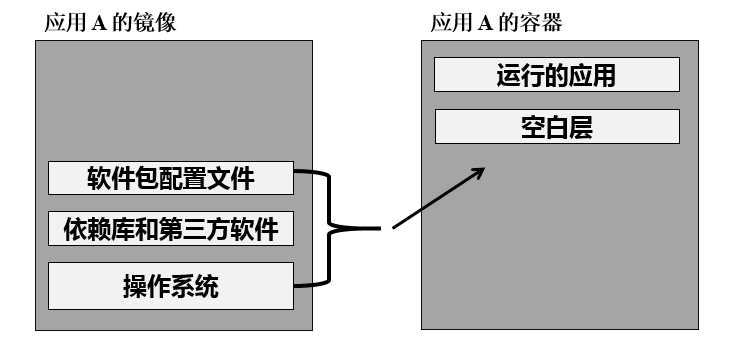 应用 A 的镜像
软件包配置文件
依赖库和第三方软件
操作系统
应用 A 的容器
运行的应用
空白层